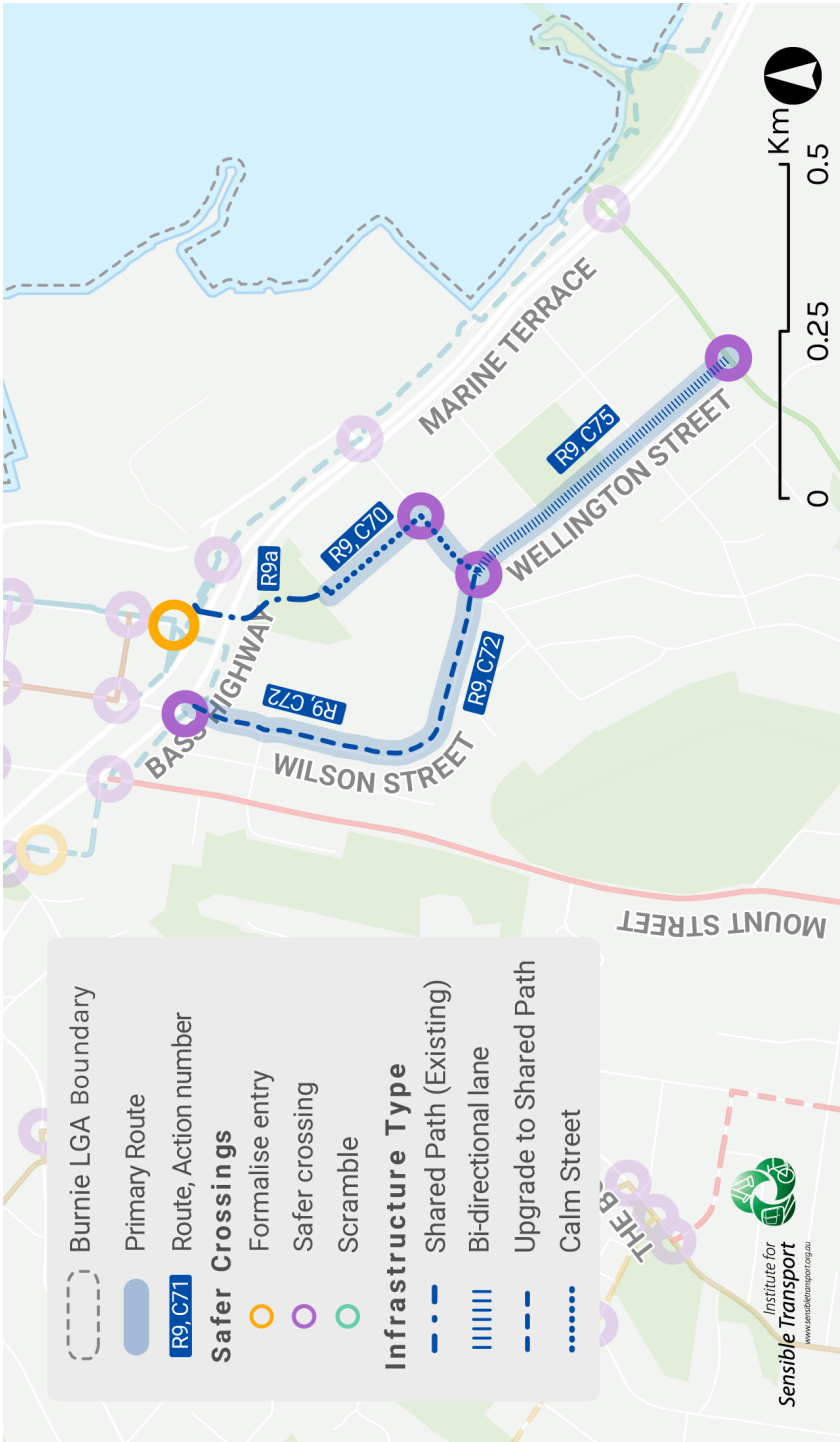 BASS HIGHWAY
MARINE TERRACE
R9a
R9, C70
R9, C72
WILSON STREET
R9, C72
R9, C75
WELLINGTON STREET
MOUNT STREET
THE B
Burnie LGA Boundary
Primary Route
R9, C71 Route, Action number
Safer Crossings
Formalise entry
Safer crossing
Scramble
Infrastructure Type
Shared Path (Existing)
Bi-directional lane
Upgrade to Shared Path
Calm Street
Institute for
Sensible Transport
www.sensibletransport.org.au
Km
0 0.25 0.5